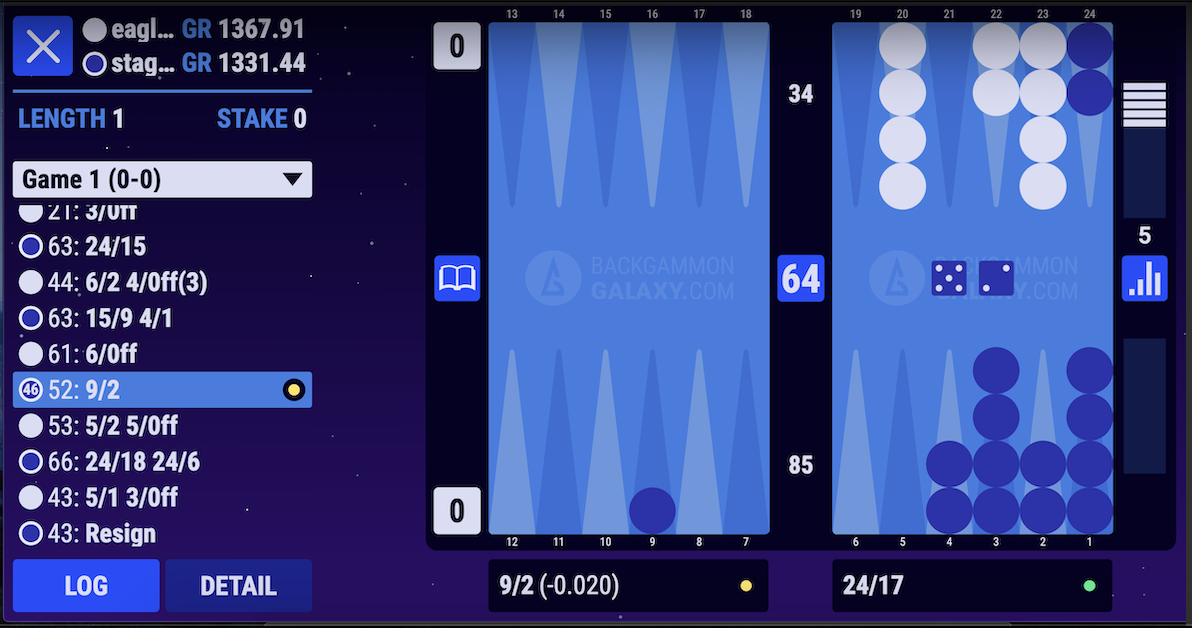 eagl... GR 1367.91
stag... GR 1331.44
LENGTH 1 STAKE 0
Game 1 (0-0)
21: 3/0ff
63: 24/15
44: 6/2 4/0ff(3)
63: 15/9 4/1
61: 6/0ff
46 52: 9/2
53: 5/2 5/0ff
66: 24/18 24/6
43: 5/1 3/0ff
43: Resign
LOG DETAIL
13 14 15 16 17 18 19 20 21 22 23 24
0
34
BACKGAMMON GALAXY.COM
64
BACKGAMMON GALAXY.COM
5
85
0
12 11 10 9 8 7 6 5 4 3 2 1
9/2 (-0.020)
24/17